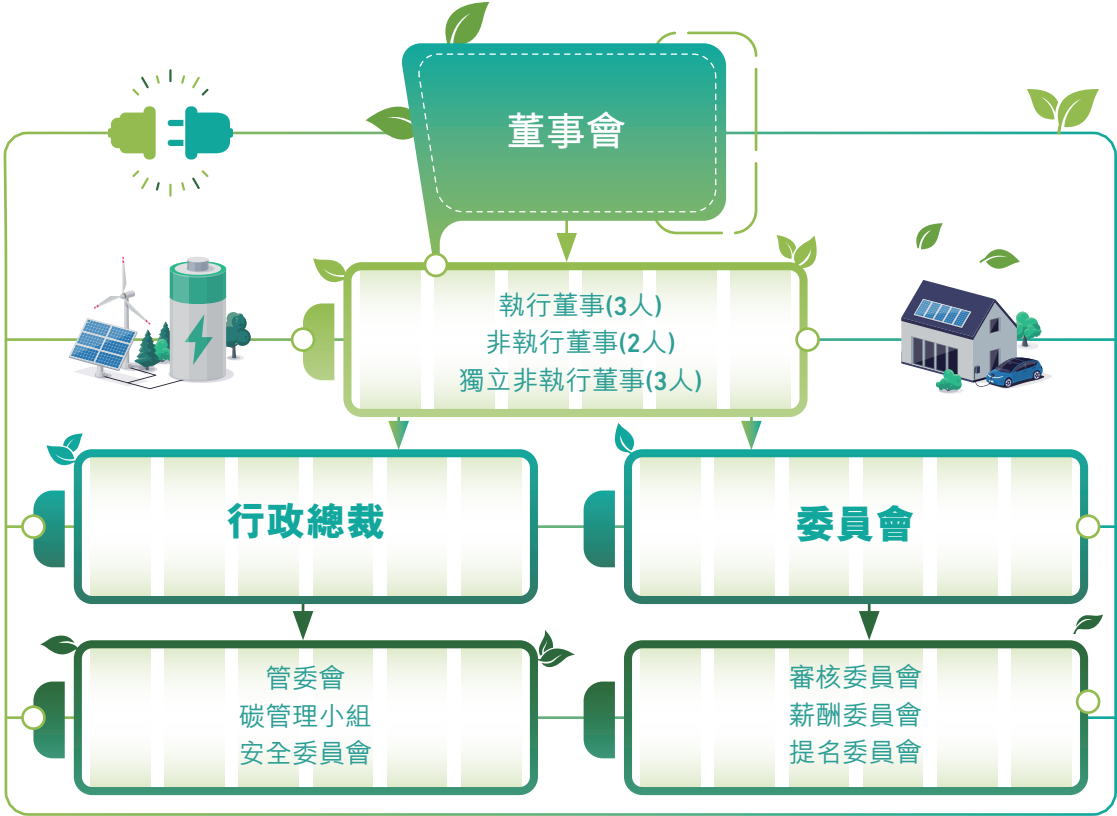 董事會
執行董事(3人)
非執行董事(2人)
獨立非執行董事(3人)
行政總裁
委員會
管委會
碳管理小組
安全委員會
審核委員會
薪酬委員會
提名委員會